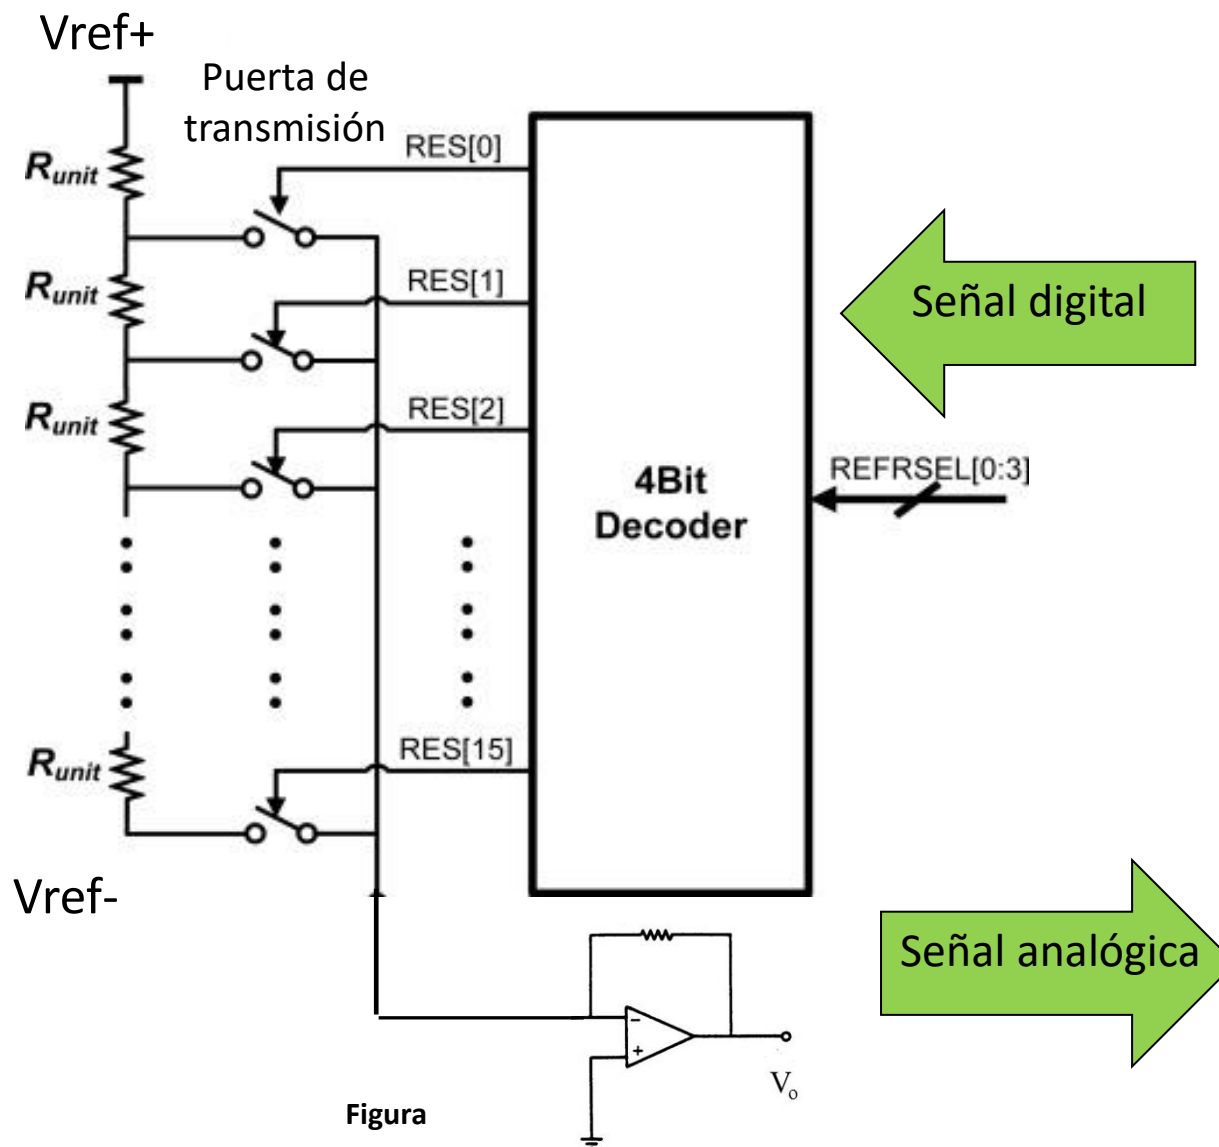 Vref+
Puerta de
transmisión
RES[0]
Runit
Runit
RES[1]
Señal digital
Runit
RES[2]
REFRSEL[0:3]
4Bit
Decoder
RES[15]
Runit
Vref-
Señal analógica
-
+
Vo
Figura